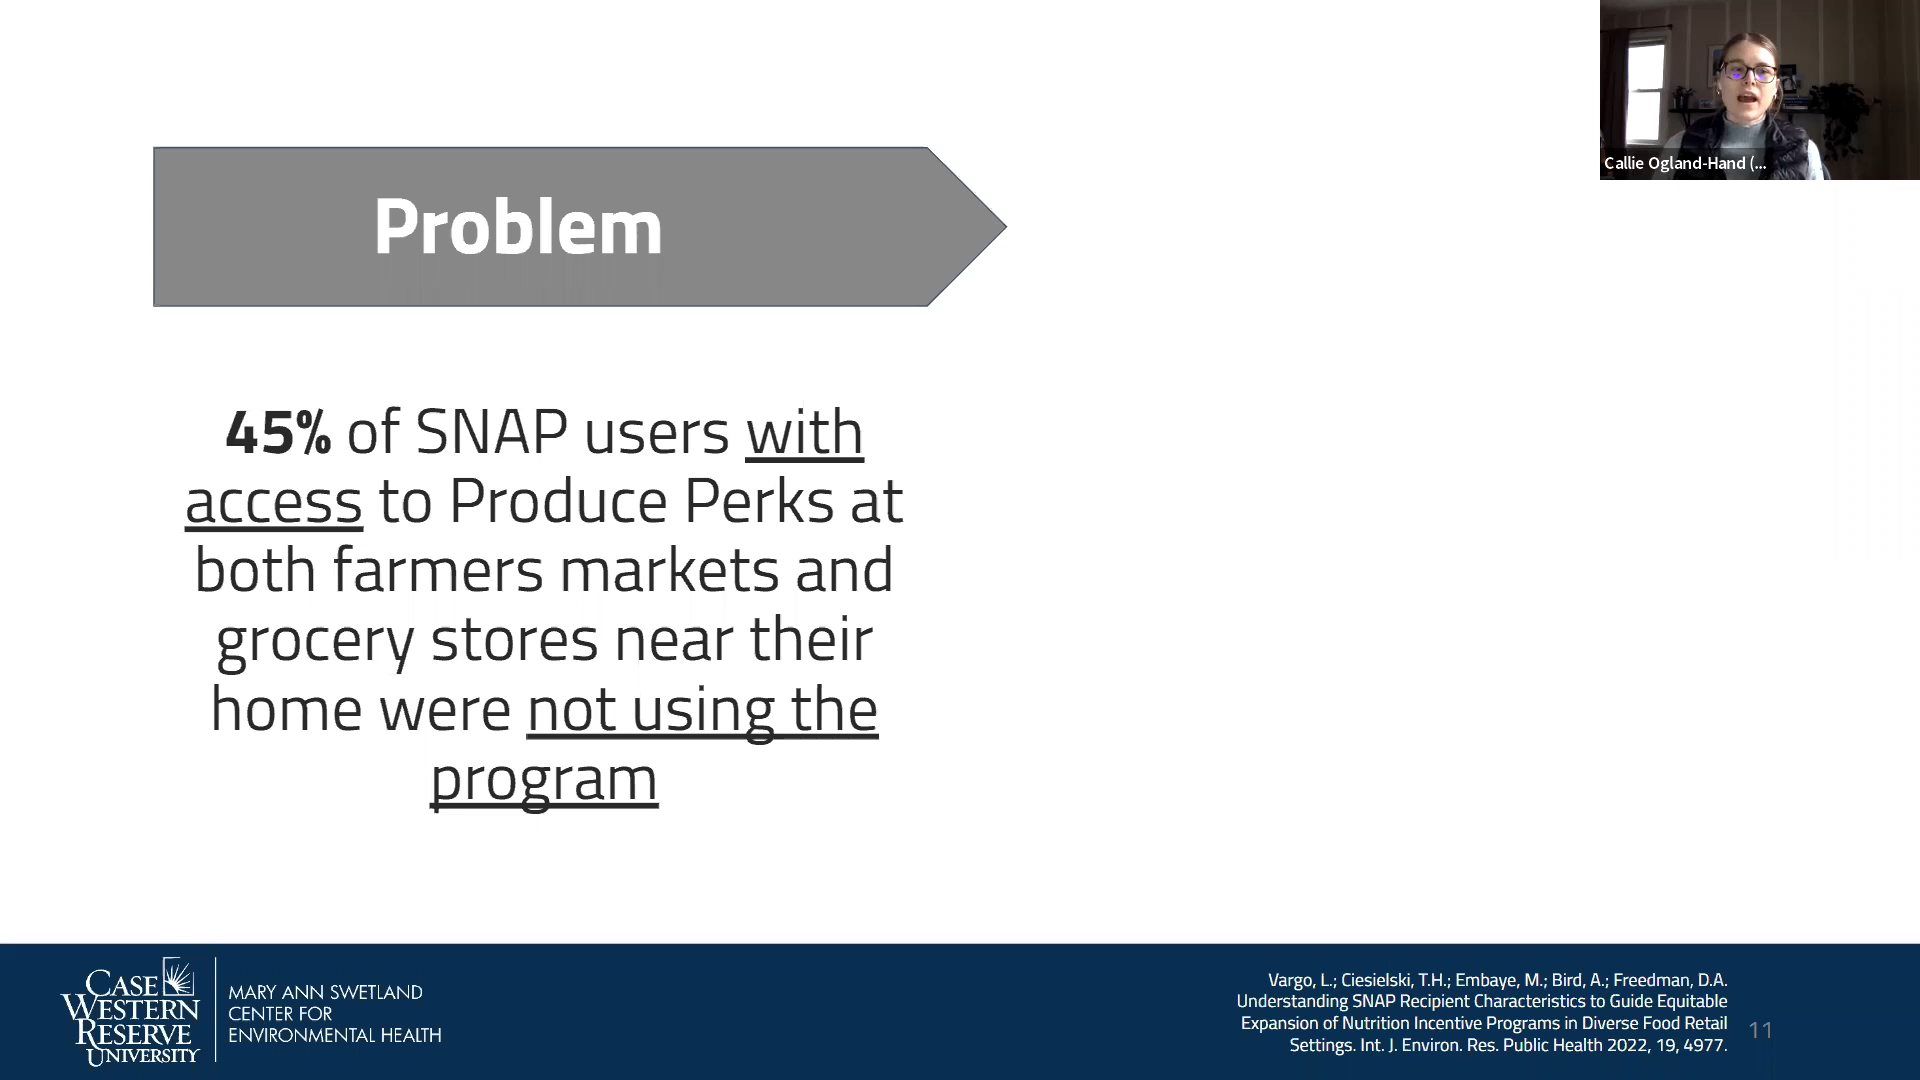 Callie Ogland-Hand (...
Problem
45% of SNAP users with
access to Produce Perks at
both farmers markets and
grocery stores near their
home were not using the
program
CASE
WESTERN
RESERVE
UNIVERSITY
MARY ANN SWETLAND
CENTER FOR
ENVIRONMENTAL HEALTH
Vargo, L.; Ciesielski, T.H.; Embaye, M.; Bird, A.; Freedman, D.A.
Understanding SNAP Recipient Characteristics to Guide Equitable
Expansion of Nutrition Incentive Programs in Diverse Food Retail
Settings. Int. J. Environ. Res. Public Health 2022, 19, 4977.
11